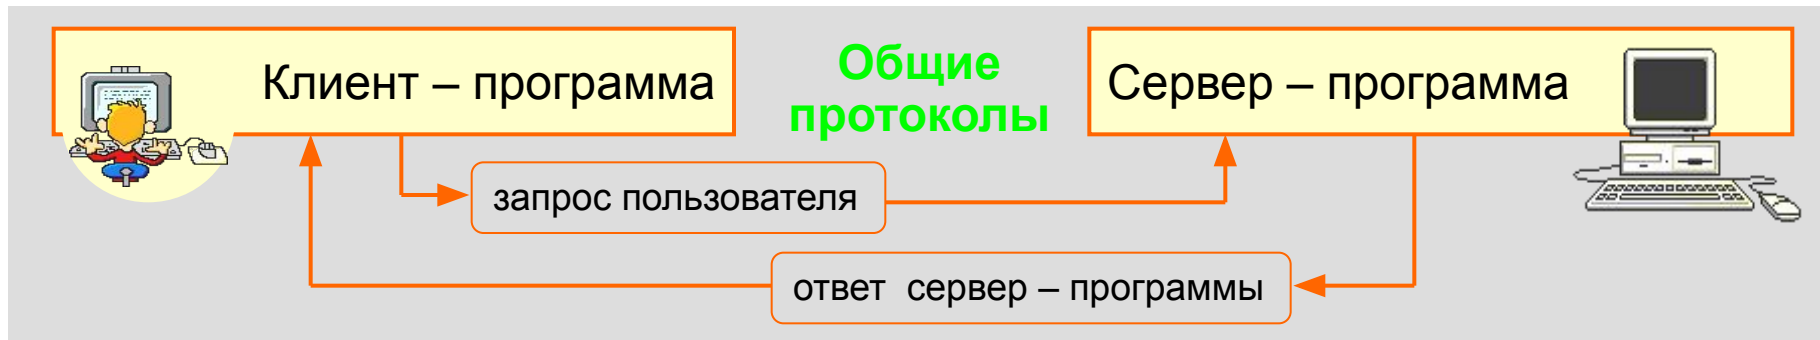 Клиент – программа
Общие
протоколы
Сервер – программа
запрос пользователя
ответ сервер – программы